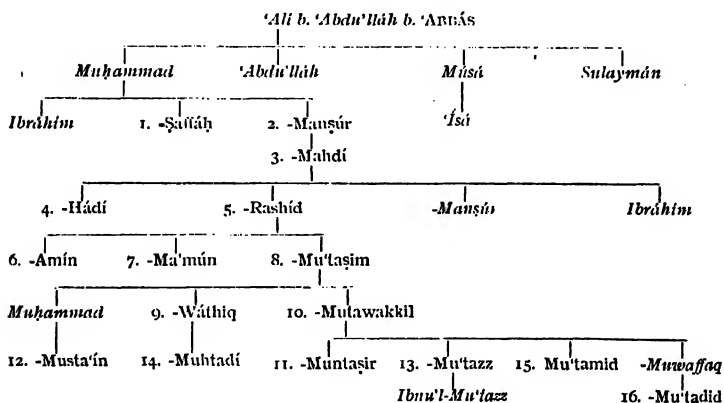 ‘Ali b. ‘Abdu’lláh b. ‘ABBÁS
Muḥammad ‘Abdu’lláh Músá Sulaymán
Ibráhím 1. -Ṣaffáḥ 2. -Manṣúr ‘Ísá
3. -Mahdí
4. -Hádí 5. -Rashíd -Manṣúr Ibráhím
6. -Amín 7. -Ma’mún 8. -Mu‘taṣim
Muḥammad 9. -Wáthiq 10. -Mutawakkil
12. -Musta‘ín 14. -Muhtadí 11. -Muntaṣir 13. -Mu‘tazz 15. Mu‘tamid -Muwaffaq
Ibnu’l-Mu‘tazz 16. -Mu‘tadid